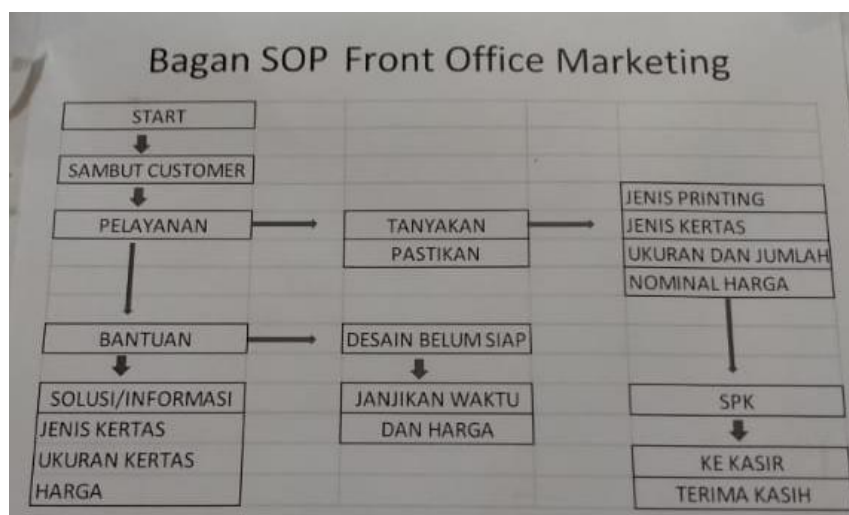 Bagan SOP Front Office Marketing
START
SAMBUT CUSTOMER
PELAYANAN
TANYAKAN
PASTIKAN
JENIS PRINTING
JENIS KERTAS
UKURAN DAN JUMLAH
NOMINAL HARGA
BANTUAN
DESAIN BELUM SIAP
SOLUSI/INFORMASI
JENIS KERTAS
UKURAN KERTAS
HARGA
JANJIKAN WAKTU
DAN HARGA
SPK
KE KASIR
TERIMA KASIH